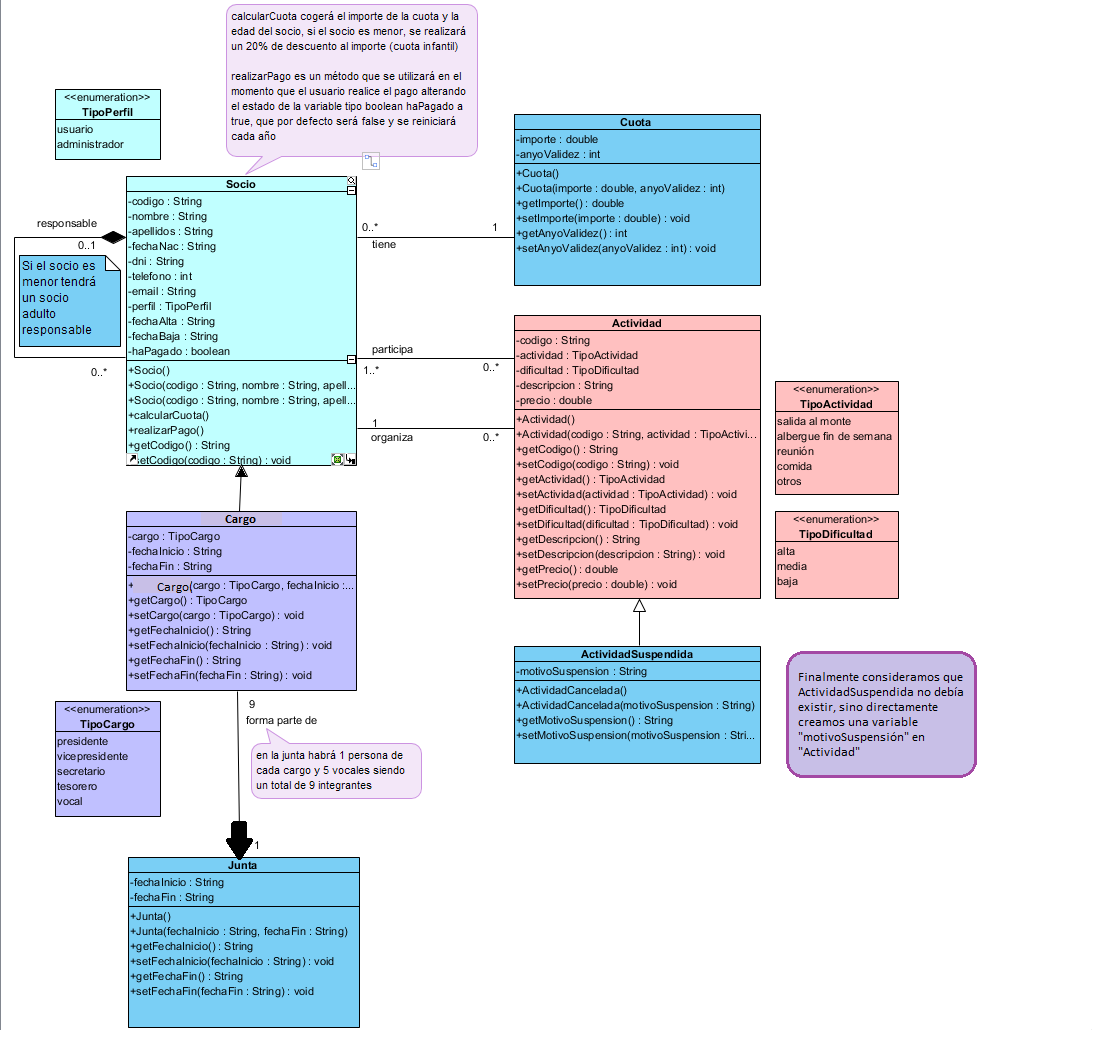 calcularCuota cogerá el importe de la cuota y la
edad del socio, si el socio es menor, se realizará
un 20% de descuento al importe (cuota infantil)
realizarPago es un método que se utilizará en el
momento que el usuario realice el pago alterando
el estado de la variable tipo boolean haPagado a
true, que por defecto será false y se reiniciará
cada año
<<enumeration>>
TipoPerfil
usuario
administrador
Socio
-codigo : String
-nombre : String
-apellidos : String
-fechaNac : String
-dni : String
-telefono : int
-email : String
-perfil : TipoPerfil
-fechaAlta : String
-fechaBaja : String
-haPagado : boolean
+Socio()
+Socio(codigo : String, nombre : String, apell...
+Socio(codigo : String, nombre : String, apell...
+calcularCuota()
+realizarPago()
+getCodigo() : String
setCodigo(codigo : String) : void
responsable
0..1
Si el socio es
menor tendrá
un socio
adulto
responsable
0..*
0..*
1
tiene
Cuota
-importe : double
-anyoValidez : int
+Cuota()
+Cuota(importe : double, anyoValidez : int)
+getImporte() : double
+setImporte(importe : double) : void
+getAnyoValidez() : int
+setAnyoValidez(anyoValidez : int) : void
participa
1..*
0..*
1
organiza
0..*
Actividad
-codigo : String
-actividad : TipoActividad
-dificultad : TipoDificultad
-descripcion : String
-precio : double
+Actividad()
+Actividad(codigo : String, actividad : TipoActivi...
+getCodigo() : String
+setCodigo(codigo : String) : void
+getActividad() : TipoActividad
+setActividad(actividad : TipoActividad) : void
+getDificultad() : TipoDificultad
+setDificultad(dificultad : TipoDificultad) : void
+getDescripcion() : String
+setDescripcion(descripcion : String) : void
+getPrecio() : double
+setPrecio(precio : double) : void
<<enumeration>>
TipoActividad
salida al monte
albergue fin de semana
reunión
comida
otros
<<enumeration>>
TipoDificultad
alta
media
baja
Cargo
-cargo : TipoCargo
-fechaInicio : String
-fechaFin : String
+ Cargo(cargo : TipoCargo, fechaInicio :...
+getCargo() : TipoCargo
+setCargo(cargo : TipoCargo) : void
+getFechaInicio() : String
+setFechaInicio(fechaInicio : String) : void
+getFechaFin() : String
+setFechaFin(fechaFin : String) : void
ActividadSuspendida
-motivoSuspension : String
+ActividadCancelada()
+ActividadCancelada(motivoSuspension : String)
+getMotivoSuspension() : String
+setMotivoSuspension(motivoSuspension : Stri...
Finalmente consideramos que
ActividadSuspendida no debía
existir, sino directamente
creamos una variable
"motivoSuspensión" en
"Actividad"
<<enumeration>>
TipoCargo
presidente
vicepresidente
secretario
tesorero
vocal
9
forma parte de
en la junta habrá 1 persona de
cada cargo y 5 vocales siendo
un total de 9 integrantes
1
Junta
-fechaInicio : String
-fechaFin : String
+Junta()
+Junta(fechaInicio : String, fechaFin : String)
+getFechaInicio() : String
+setFechaInicio(fechaInicio : String) : void
+getFechaFin() : String
+setFechaFin(fechaFin : String) : void